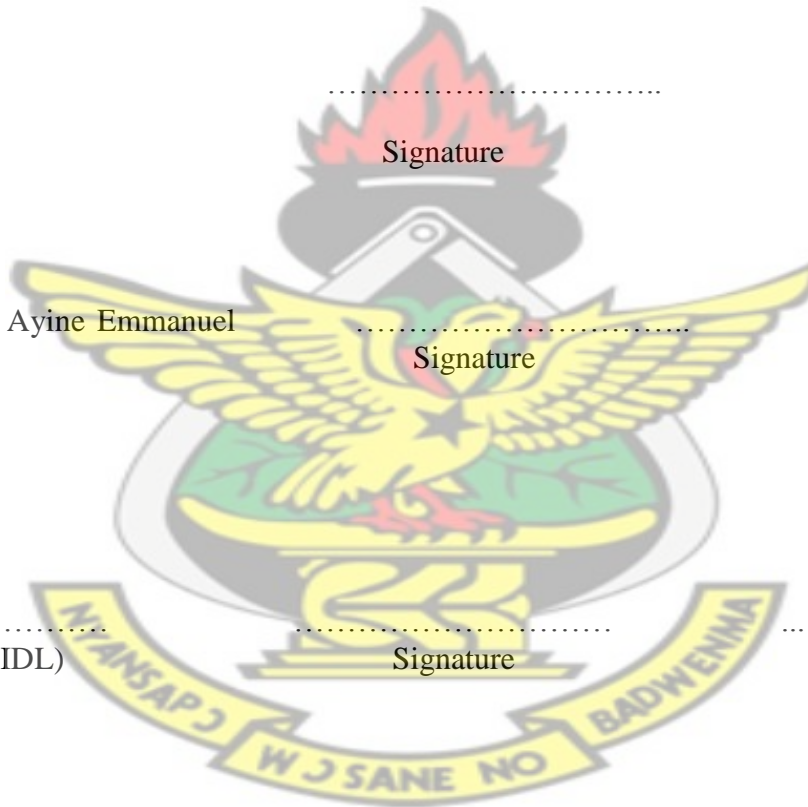 …………………………..
Signature
Ayine Emmanuel …………………………..
Signature
………. ………………………… ...
IDL) Signature
NYANSAPƆ WƆSANE NO BADWENMA